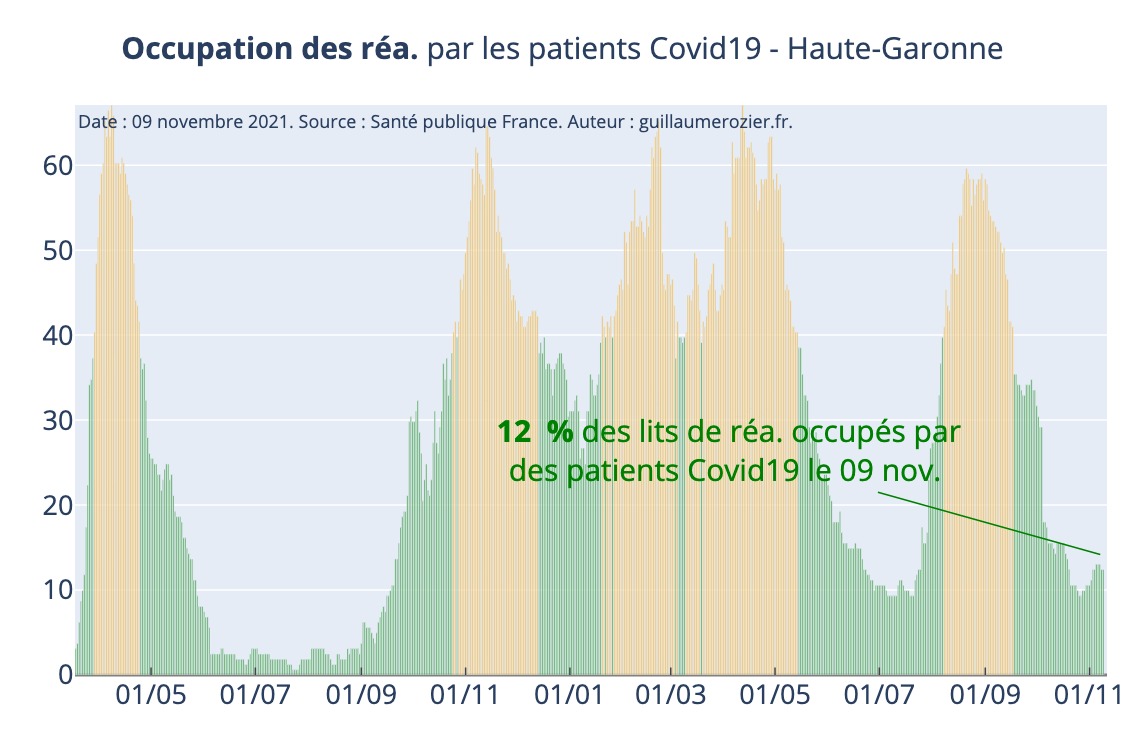 Occupation des réa. par les patients Covid19 - Haute-Garonne
Date : 09 novembre 2021. Source : Santé publique France. Auteur : guillaumerozier.fr.
60
50
40
30
20
10
0
12 % des lits de réa. occupés par
des patients Covid19 le 09 nov.
01/05 01/07 01/09 01/11 01/01 01/03 01/05 01/07 01/09 01/11